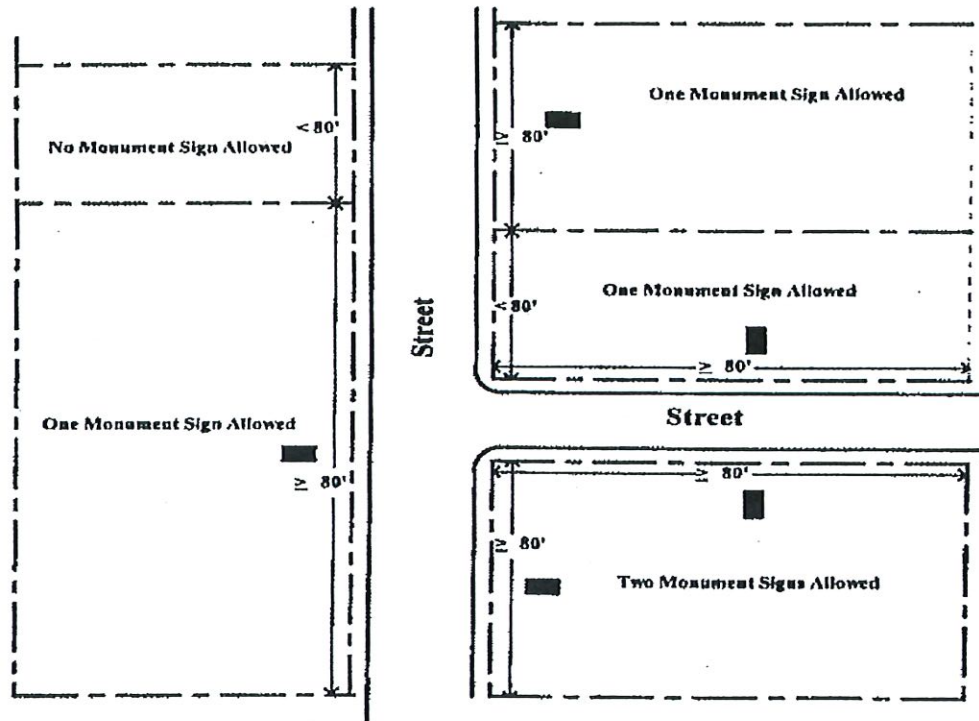 < 80'
No Monument Sign Allowed
One Monument Sign Allowed
≥ 80'
Street
One Monument Sign Allowed
≥ 80'
One Monument Sign Allowed
< 80'
≥ 80'
Street
≥ 80'
≥ 80'
Two Monument Signs Allowed